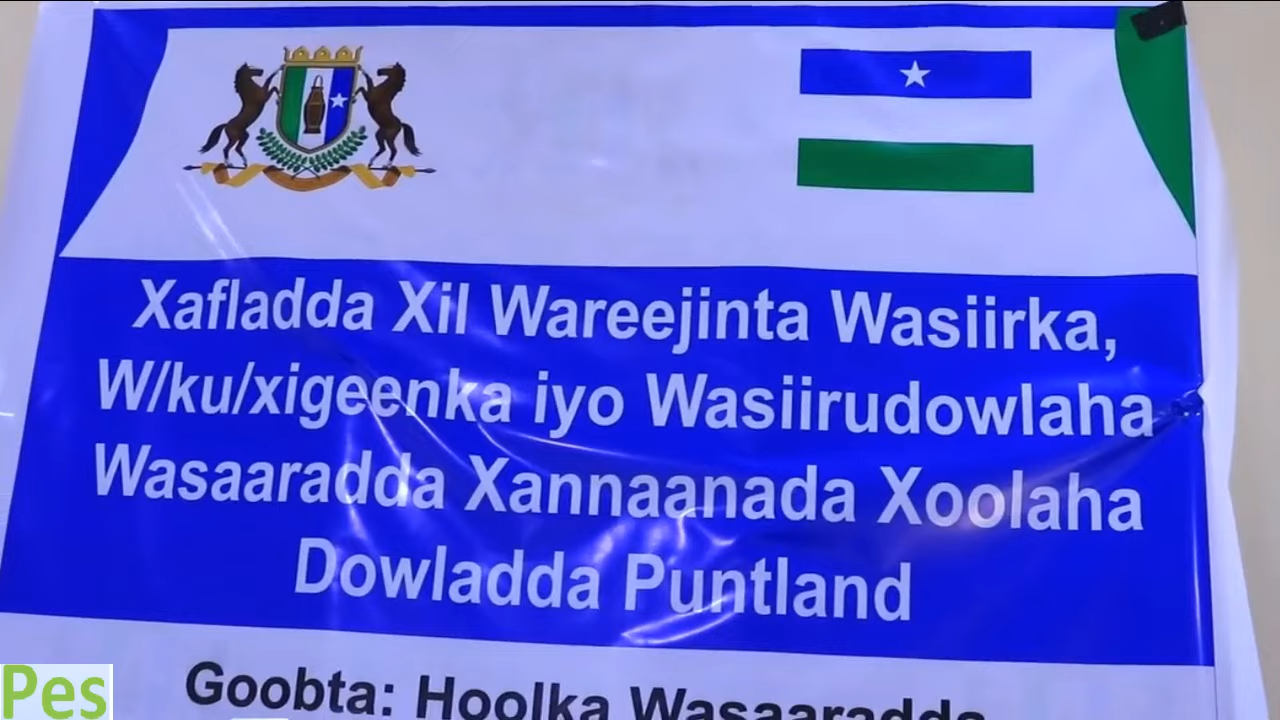 Xafladda Xil Wareejinta Wasiirka,
W/ku/xigeenka iyo Wasiirudowlaha
Wasaaradda Xannaanada Xoolaha
Dowladda Puntland
Goobta: Hoolka Wasaaradda
Pes